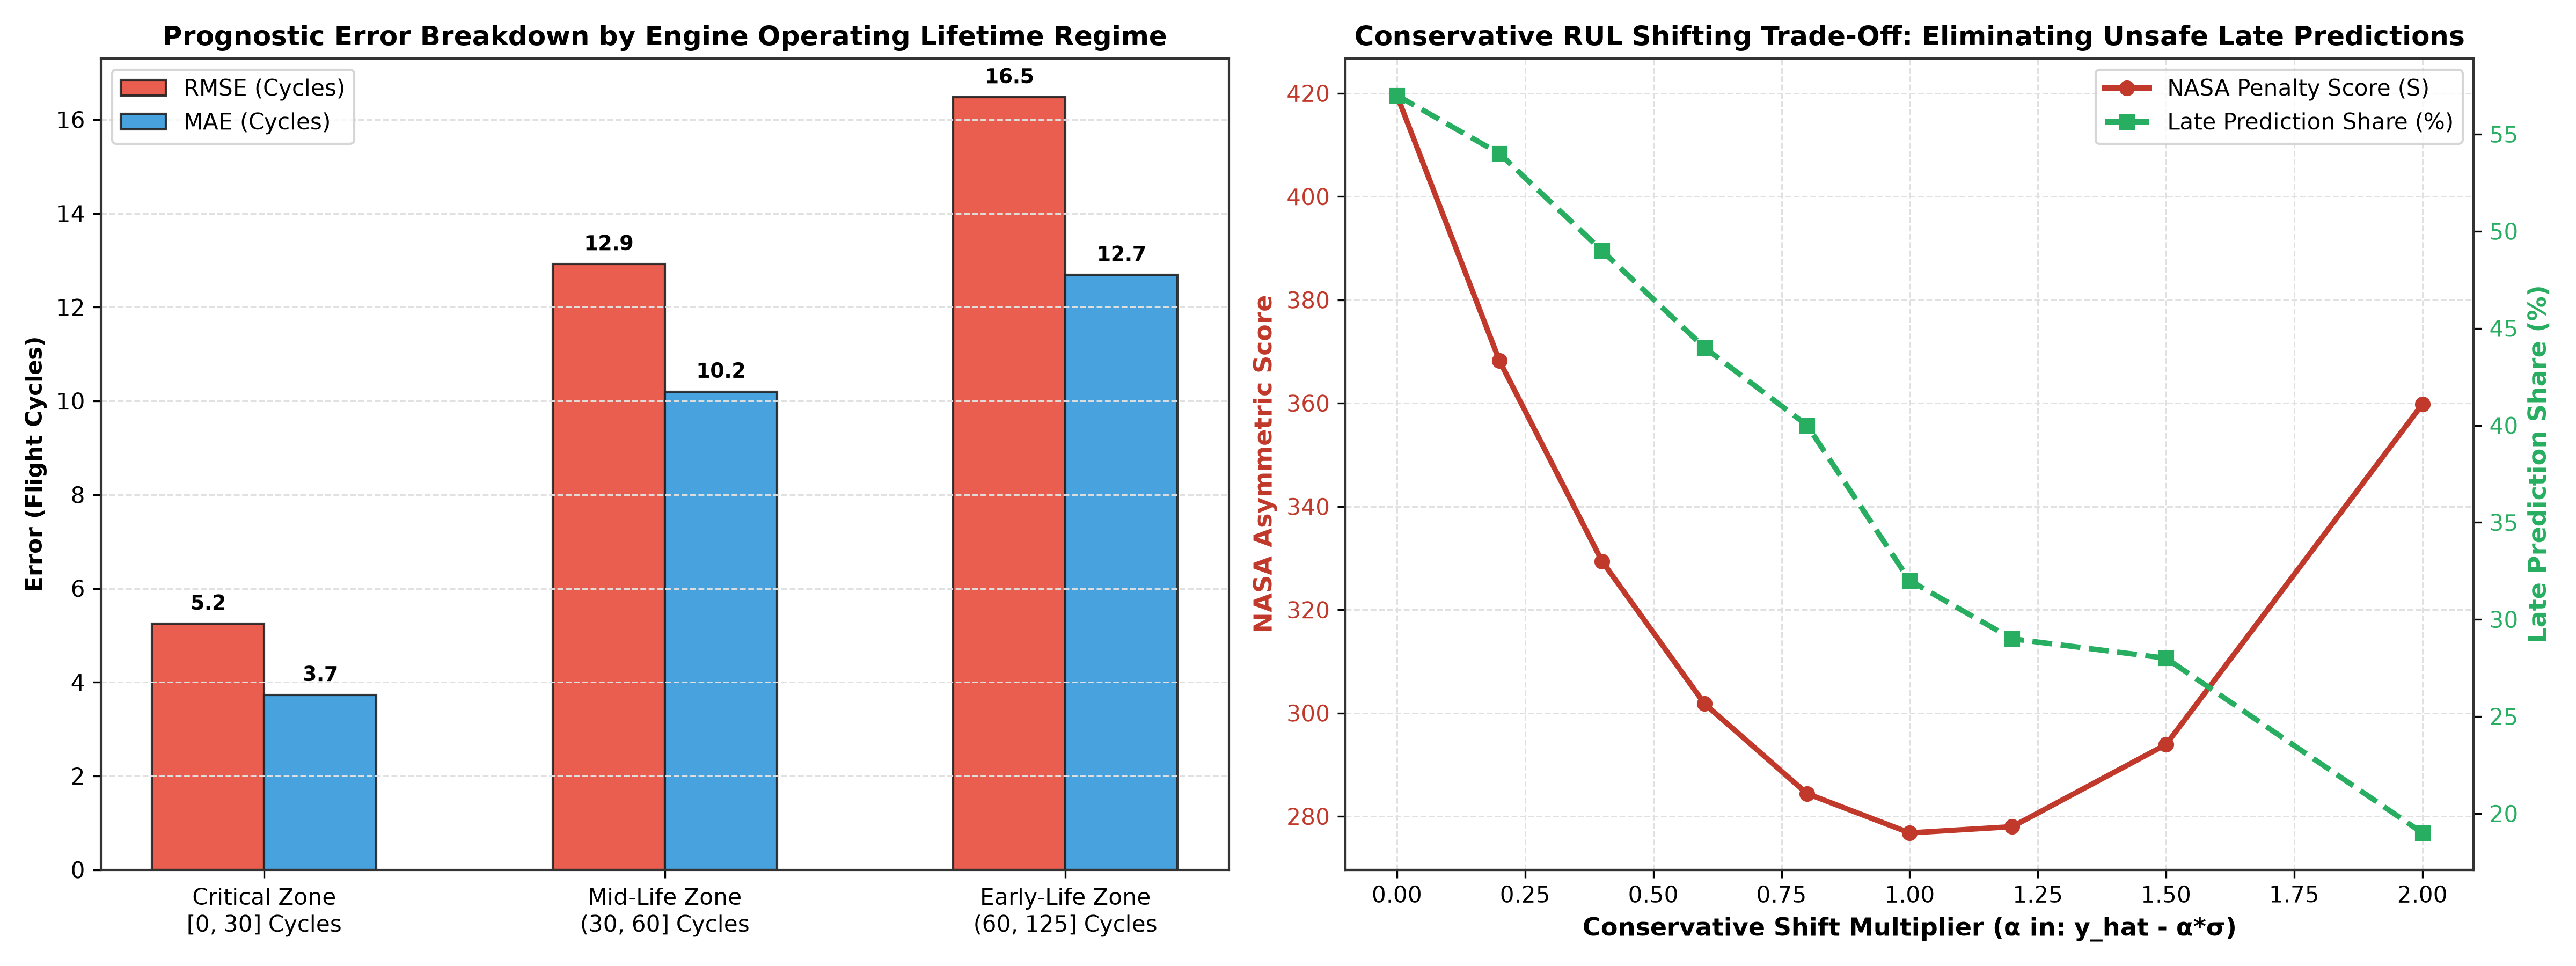 Prognostic Error Breakdown by Engine Operating Lifetime Regime
RMSE (Cycles)
MAE (Cycles)
Error (Flight Cycles)
16
14
12
10
8
6
4
2
0
5.2
3.7
12.9
10.2
16.5
12.7
Critical Zone
[0, 30] Cycles
Mid-Life Zone
(30, 60] Cycles
Early-Life Zone
(60, 125] Cycles
Conservative RUL Shifting Trade-Off: Eliminating Unsafe Late Predictions
NASA Penalty Score (S)
Late Prediction Share (%)
NASA Asymmetric Score
420
400
380
360
340
320
300
280
Late Prediction Share (%)
55
50
45
40
35
30
25
20
0.00
0.25
0.50
0.75
1.00
1.25
1.50
1.75
2.00
Conservative Shift Multiplier (α in: y_hat - α*σ)